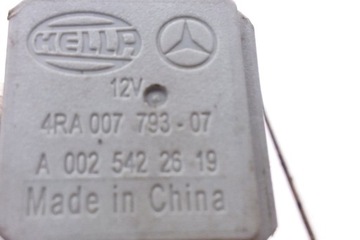 HELLA
12V
4RA 007 793-07
A 002 542 26 19
Made in China